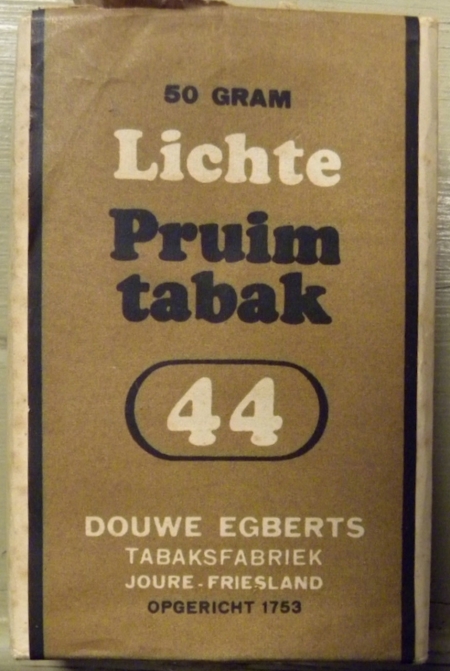 50 GRAM
Lichte
Pruim
tabak
44
DOUWE EGBERTS
TABAKSFABRIEK
JOURE-FRIESLAND
OPGERICHT 1753